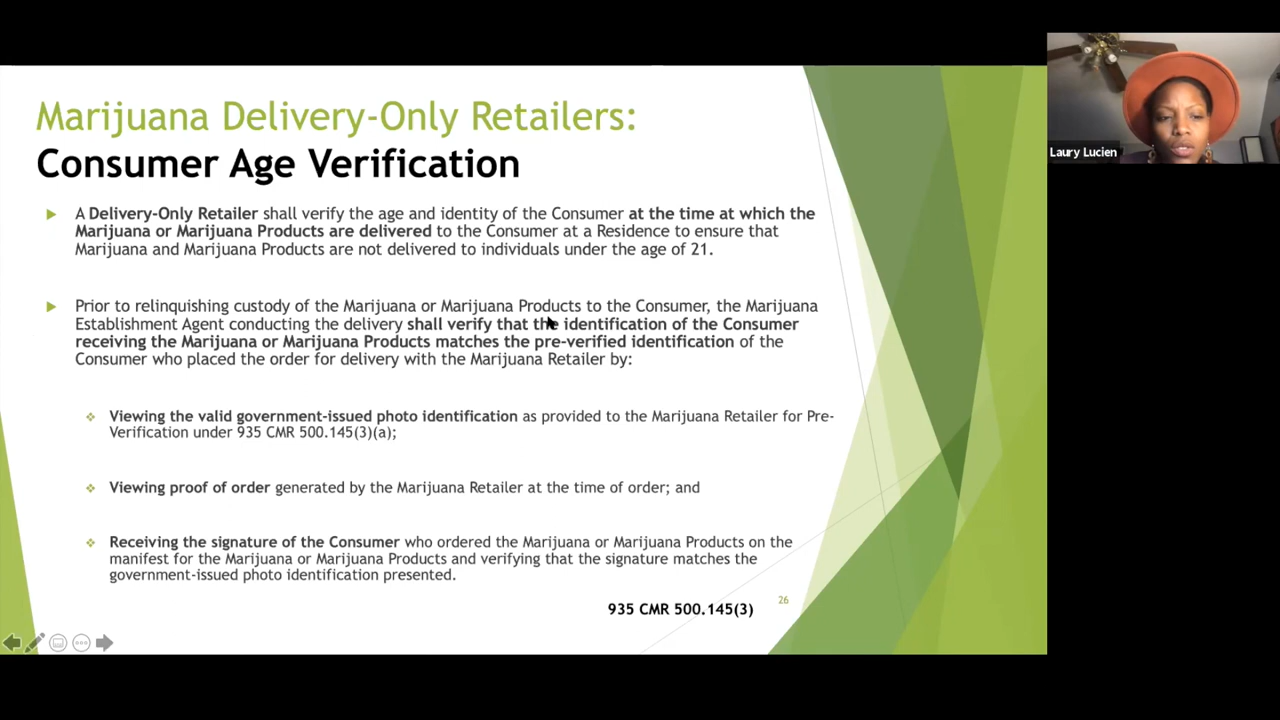 Marijuana Delivery-Only Retailers:
Consumer Age Verification
A Delivery-Only Retailer shall verify the age and identity of the Consumer at the time at which the
Marijuana or Marijuana Products are delivered to the Consumer at a Residence to ensure that
Marijuana and Marijuana Products are not delivered to individuals under the age of 21.
Prior to relinquishing custody of the Marijuana or Marijuana Products to the Consumer, the Marijuana
Establishment Agent conducting the delivery shall verify that the identification of the Consumer
receiving the Marijuana or Marijuana Products matches the pre-verified identification of the
Consumer who placed the order for delivery with the Marijuana Retailer by:
Viewing the valid government-issued photo identification as provided to the Marijuana Retailer for Pre-
Verification under 935 CMR 500.145(3)(a);
Viewing proof of order generated by the Marijuana Retailer at the time of order; and
Receiving the signature of the Consumer who ordered the Marijuana or Marijuana Products on the
manifest for the Marijuana or Marijuana Products and verifying that the signature matches the
government-issued photo identification presented.
935 CMR 500.145(3)
26
Laury Lucien